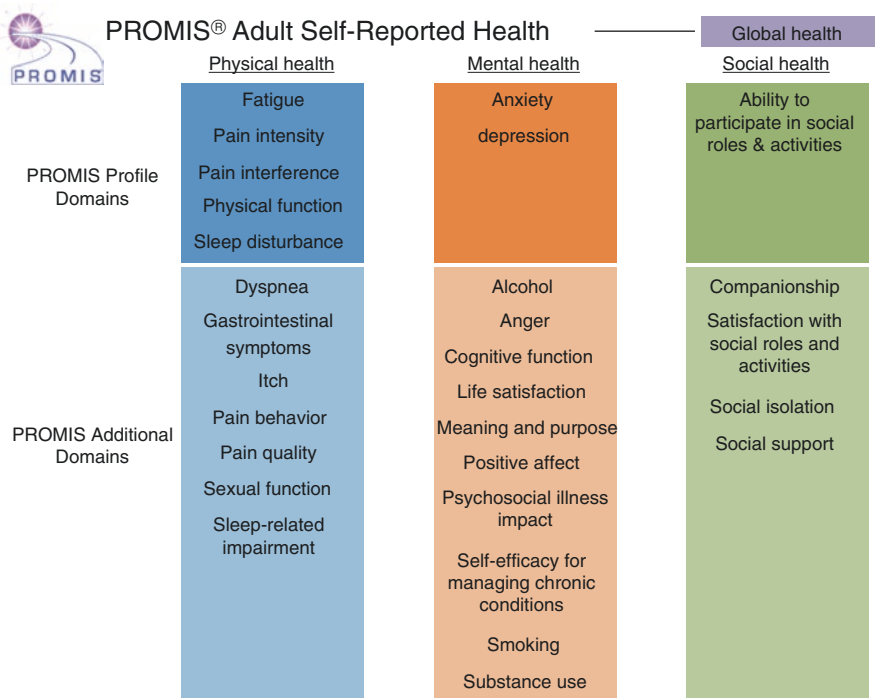 PROMIS® Adult Self-Reported Health
Global health
PROMIS
Physical health
Mental health
Social health
PROMIS Profile
Domains
Fatigue
Pain intensity
Pain interference
Physical function
Sleep disturbance
Anxiety
depression
Ability to
participate in social
roles & activities
PROMIS Additional
Domains
Dyspnea
Gastrointestinal
symptoms
Itch
Pain behavior
Pain quality
Sexual function
Sleep-related
impairment
Alcohol
Anger
Cognitive function
Life satisfaction
Meaning and purpose
Positive affect
Psychosocial illness
impact
Self-efficacy for
managing chronic
conditions
Smoking
Substance use
Companionship
Satisfaction with
social roles and
activities
Social isolation
Social support